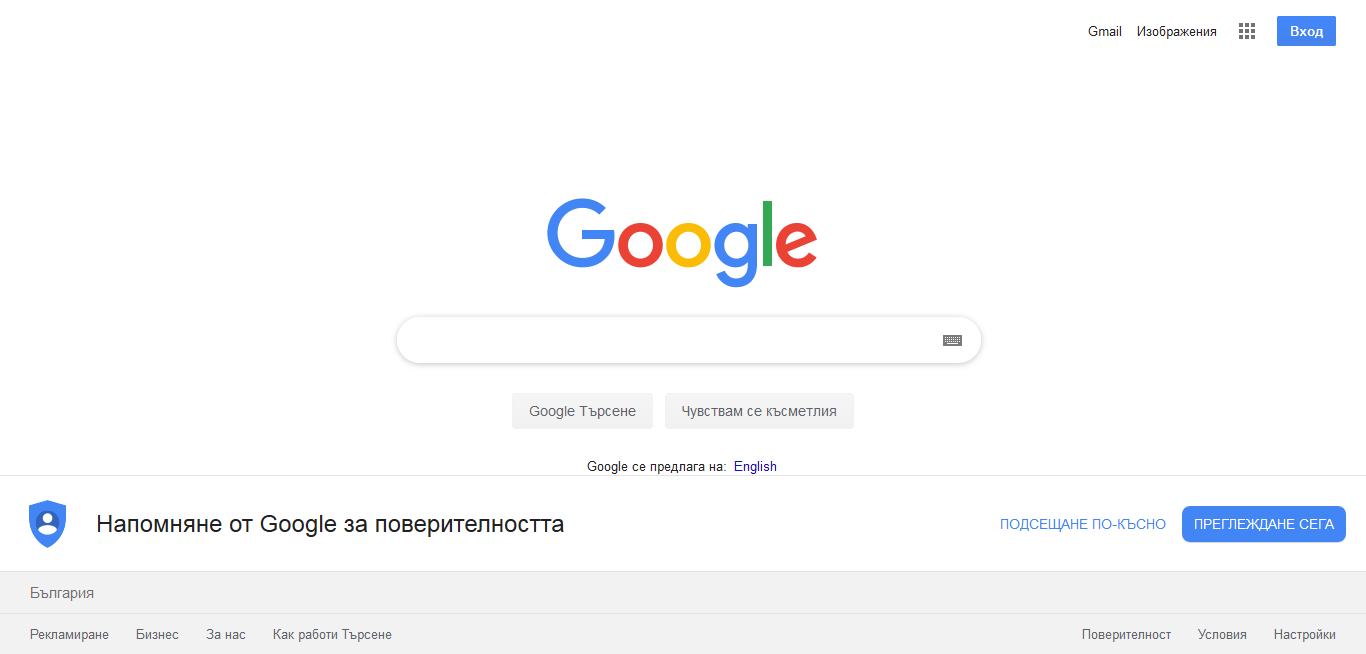 Gmail Изображения Вход
Google
Google Търсене Чувствам се късметлия
Google се предлага на: English
Напомняне от Google за поверителността ПОДСЕЩАНЕ ПО-КЪСНО ПРЕГЛЕЖДАНЕ СЕГА
България
Рекламиране Бизнес За нас Как работи Търсене Поверителност Условия Настройки